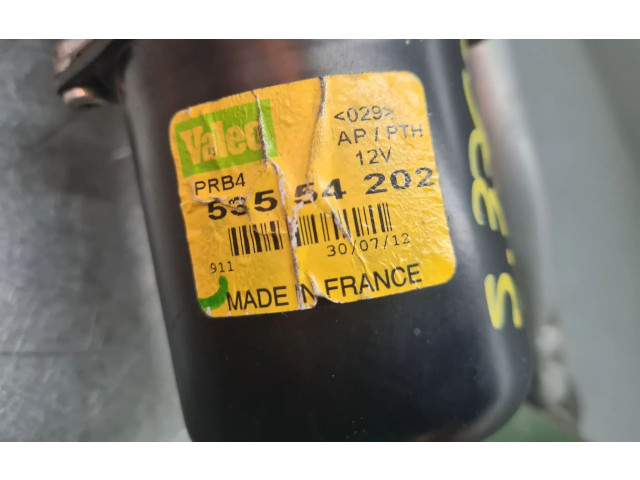 Valeo
<029>
AP / PTH
12V
PRB4
535 54 202
911
30/07/12
MADE IN FRANCE